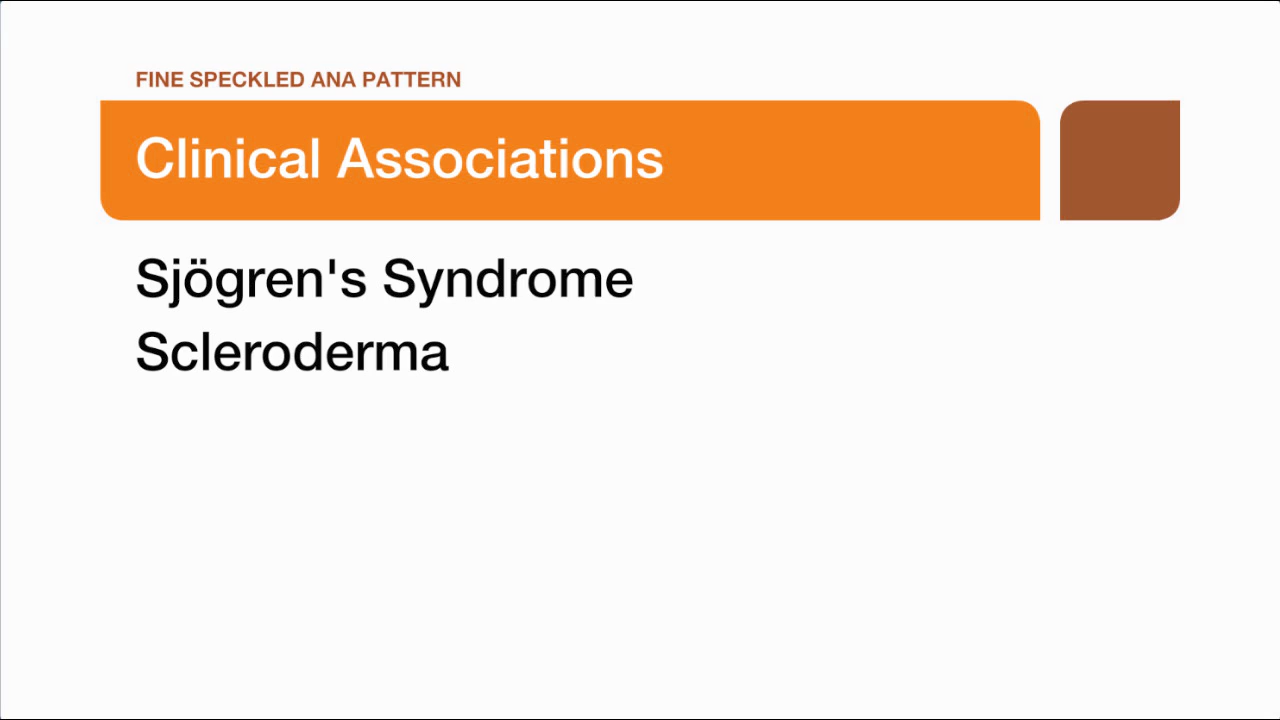 FINE SPECKLED ANA PATTERN
Clinical Associations
Sjögren's Syndrome
Scleroderma